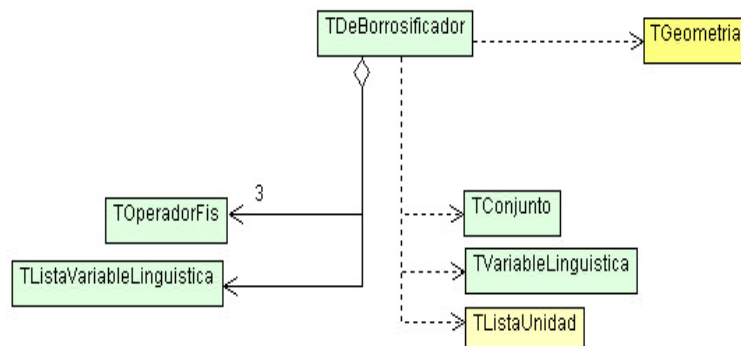 TDeBorrosificador
TGeometria
3
TOperadorFis
TConjunto
TListaVariableLinguistica
TVariableLinguistica
TListaUnidad